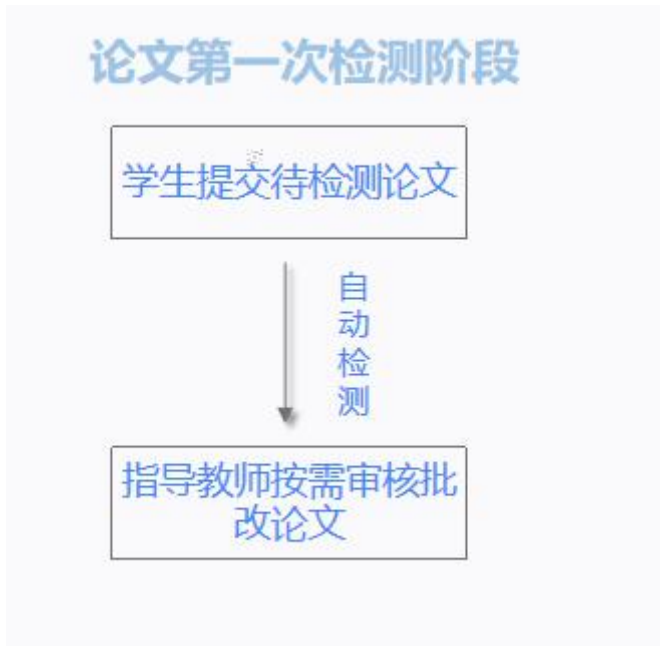 论文第一次检测阶段
学生提交待检测论文
自
动
检
测
指导教师按需审核批
改论文